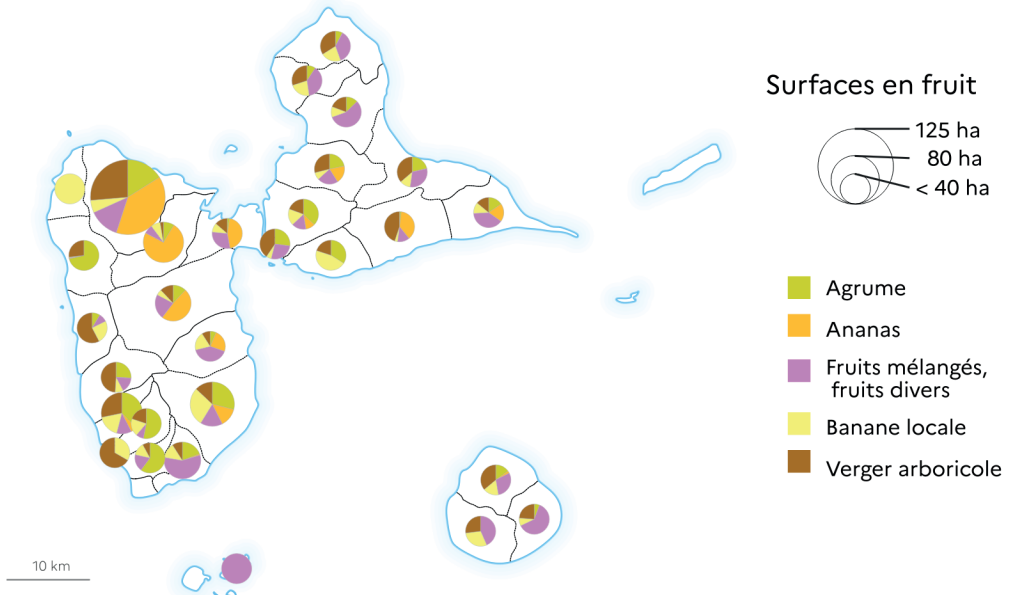 Surfaces en fruit
125 ha
80 ha
< 40 ha
Agrume
Ananas
Fruits mélangés,
fruits divers
Banane locale
Verger arboricole
10 km